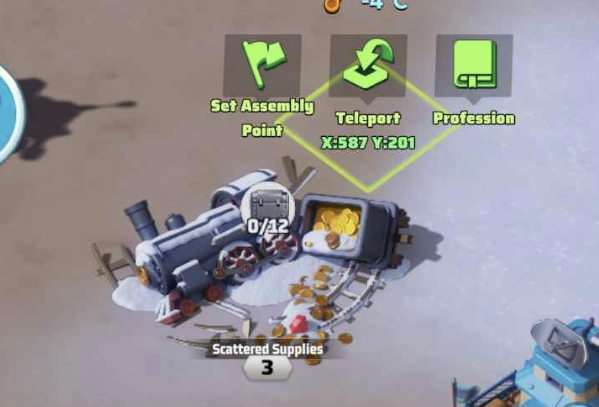 -4°C
Set Assembly
Point
Teleport
X:587 Y:201
Profession
0/12
Scattered Supplies
3